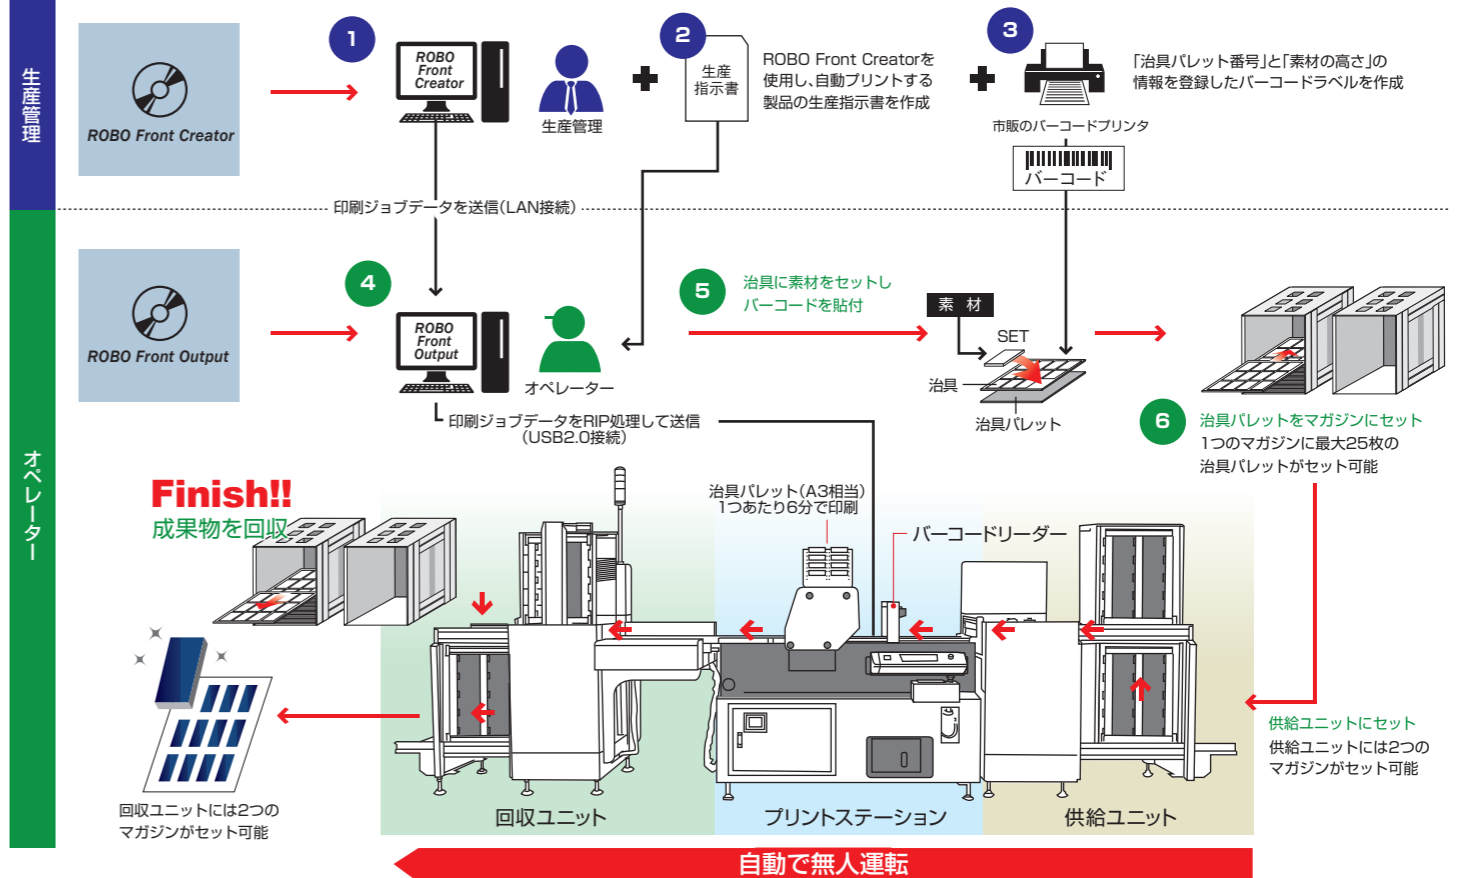 生産管理
ROBO Front Creator
1
ROBO
Front
Creator
生産管理
2
生産
指示書
ROBO Front Creatorを
使用し、自動プリントする
製品の生産指示書を作成
3
「治具パレット番号」と「素材の高さ」の
情報を登録したバーコードラベルを作成
市販のバーコードプリンタ
バーコード
印刷ジョブデータを送信(LAN接続)
オペレーター
ROBO Front Output
4
ROBO
Front
Output
オペレーター
5
治具に素材をセットし
バーコードを貼付
素 材
SET
治具
治具パレット
6
治具パレットをマガジンにセット
1つのマガジンに最大25枚の
治具パレットがセット可能
印刷ジョブデータをRIP処理して送信
(USB2.0接続)
Finish!!
成果物を回収
治具パレット(A3相当)
1つあたり6分で印刷
バーコードリーダー
供給ユニットにセット
供給ユニットには2つの
マガジンがセット可能
回収ユニットには2つの
マガジンがセット可能
回収ユニット
プリントステーション
供給ユニット
自動で無人運転